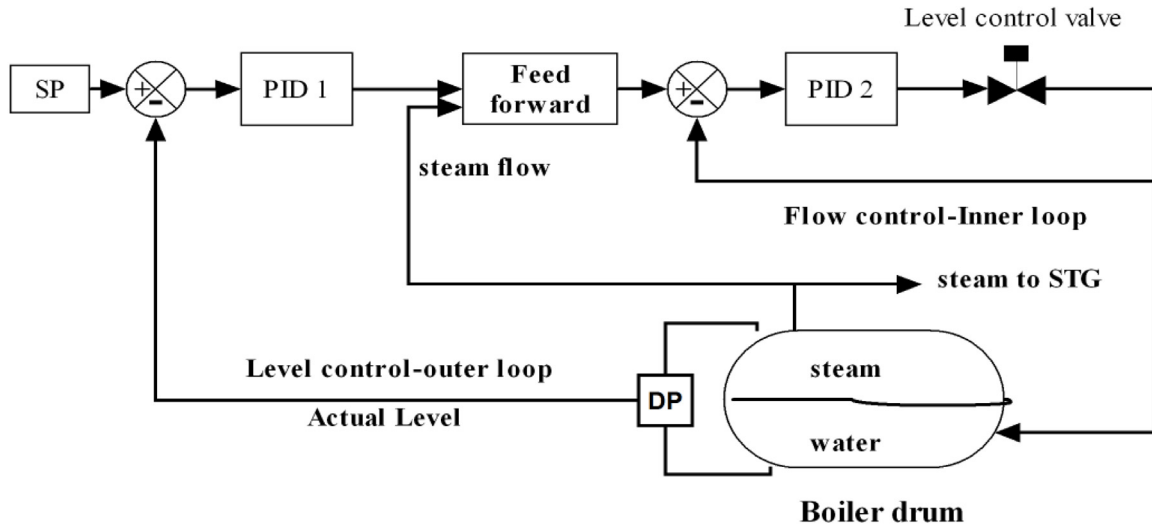 Level control valve
SP
+
-
PID 1
Feed
forward
+
-
PID 2
steam flow
Flow control-Inner loop
steam to STG
Level control-outer loop
Actual Level
DP
steam
water
Boiler drum